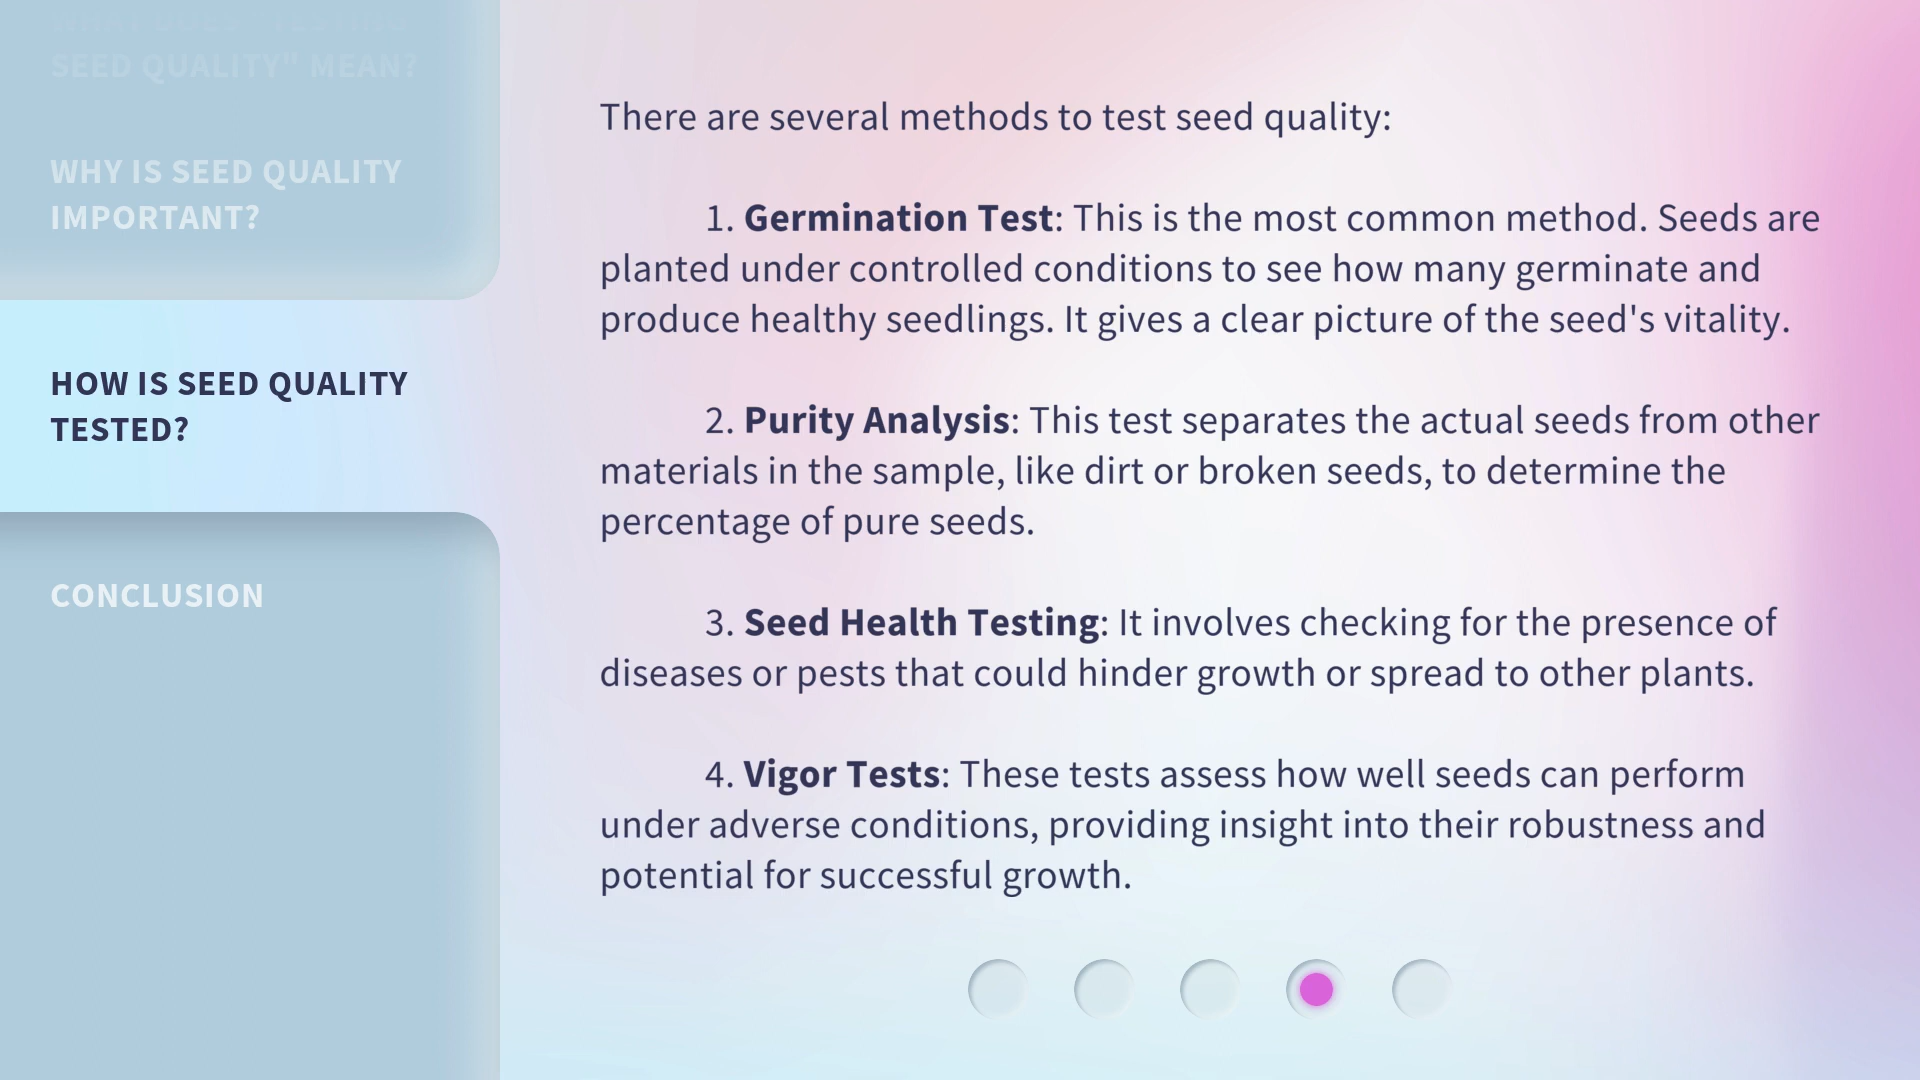 SEED QUALITY" MEAN?
WHY IS SEED QUALITY
IMPORTANT?
HOW IS SEED QUALITY
TESTED?
CONCLUSION
There are several methods to test seed quality:
1. Germination Test: This is the most common method. Seeds are
planted under controlled conditions to see how many germinate and
produce healthy seedlings. It gives a clear picture of the seed's vitality.
2. Purity Analysis: This test separates the actual seeds from other
materials in the sample, like dirt or broken seeds, to determine the
percentage of pure seeds.
3. Seed Health Testing: It involves checking for the presence of
diseases or pests that could hinder growth or spread to other plants.
4. Vigor Tests: These tests assess how well seeds can perform
under adverse conditions, providing insight into their robustness and
potential for successful growth.